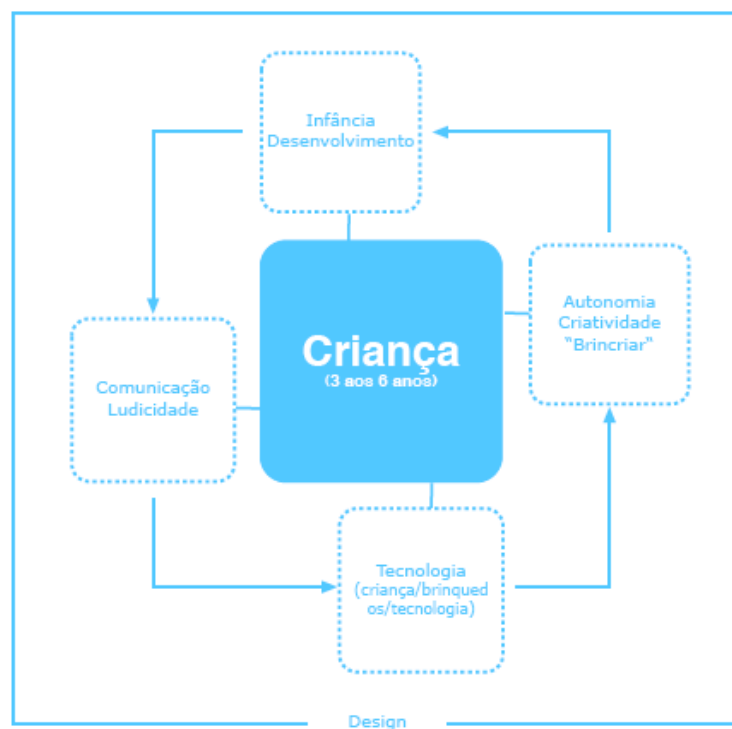 Infância
Desenvolvimento
Autonomia
Criatividade
"Brincriar"
Criança
(3 aos 6 anos)
Comunicação
Ludicidade
Tecnologia
(criança/brinqued
os/tecnologia)
Design